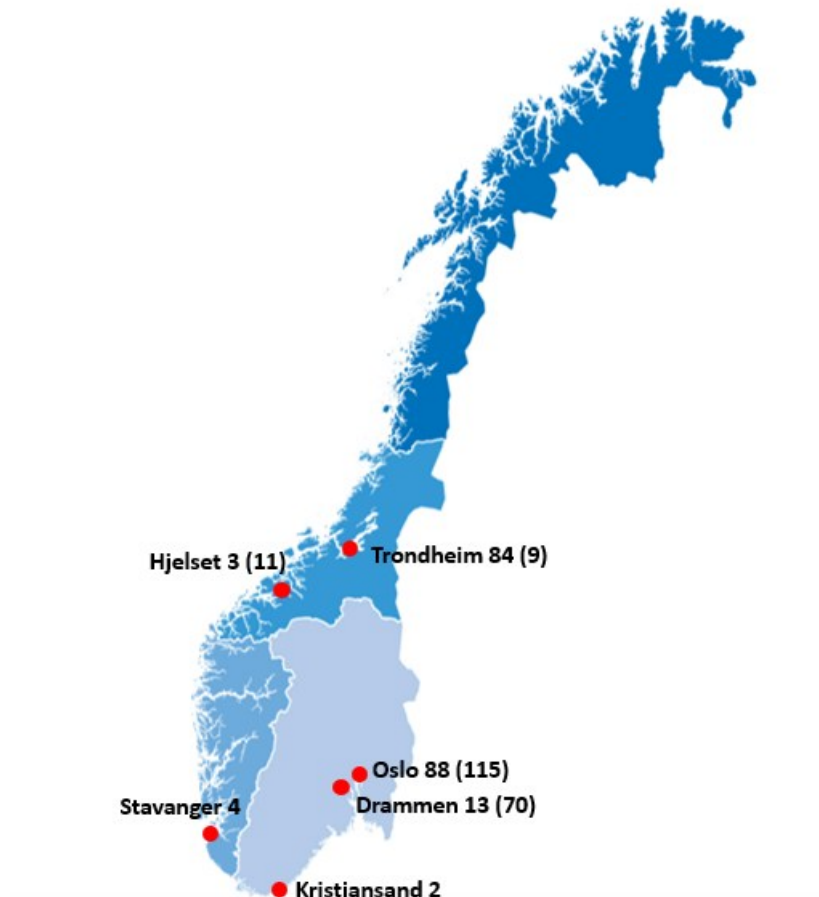 Hjelset 3 (11)
Trondheim 84 (9)
Oslo 88 (115)
Drammen 13 (70)
Stavanger 4
Kristiansand 2